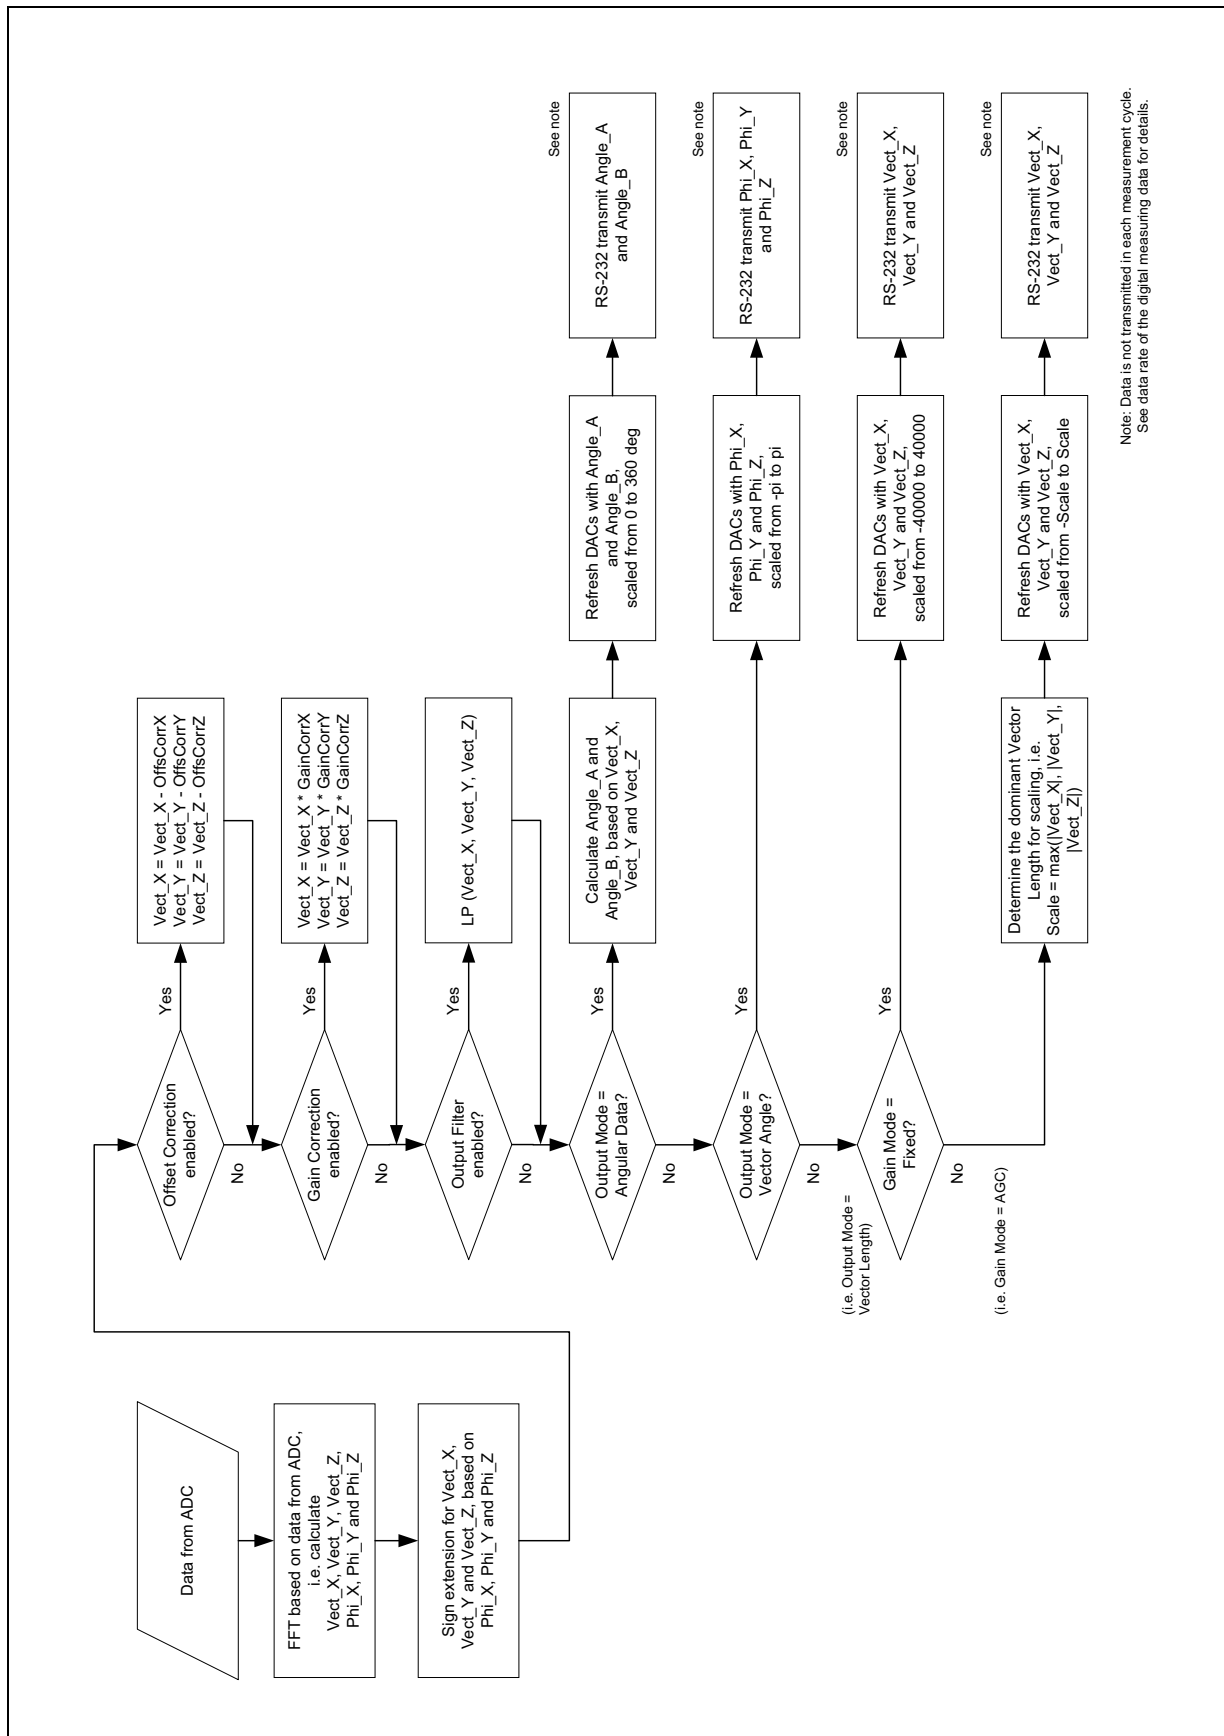 Data from ADC
FFT based on data from ADC,
i.e. calculate
Vect_X, Vect_Y, Vect_Z,
Phi_X, Phi_Y and Phi_Z
Sign extension for Vect_X,
Vect_Y and Vect_Z, based on
Phi_X, Phi_Y and Phi_Z
Offset Correction
enabled?
Yes
No
Vect_X = Vect_X - OffsCorrX
Vect_Y = Vect_Y - OffsCorrY
Vect_Z = Vect_Z - OffsCorrZ
Gain Correction
enabled?
Yes
No
Vect_X = Vect_X * GainCorrX
Vect_Y = Vect_Y * GainCorrY
Vect_Z = Vect_Z * GainCorrZ
Output Filter
enabled?
Yes
No
LP (Vect_X, Vect_Y, Vect_Z)
Output Mode =
Angular Data?
Yes
No
Calculate Angle_A and
Angle_B, based on Vect_X,
Vect_Y and Vect_Z
Refresh DACs with Angle_A
and Angle_B,
scaled from 0 to 360 deg
See note
RS-232 transmit Angle_A
and Angle_B
Output Mode =
Vector Angle?
Yes
No
Refresh DACs with Phi_X,
Phi_Y and Phi_Z,
scaled from -pi to pi
See note
RS-232 transmit Phi_X, Phi_Y
and Phi_Z
(i.e. Output Mode =
Vector Length)
Gain Mode =
Fixed?
Yes
No
Refresh DACs with Vect_X,
Vect_Y and Vect_Z,
scaled from -40000 to 40000
See note
RS-232 transmit Vect_X,
Vect_Y and Vect_Z
(i.e. Gain Mode = AGC)
Determine the dominant Vector
Length for scaling, i.e.
Scale = max(|Vect_X|, |Vect_Y|,
|Vect_Z|)
Refresh DACs with Vect_X,
Vect_Y and Vect_Z,
scaled from -Scale to Scale
See note
RS-232 transmit Vect_X,
Vect_Y and Vect_Z
Note: Data is not transmitted in each measurement cycle.
See data rate of the digital measuring data for details.